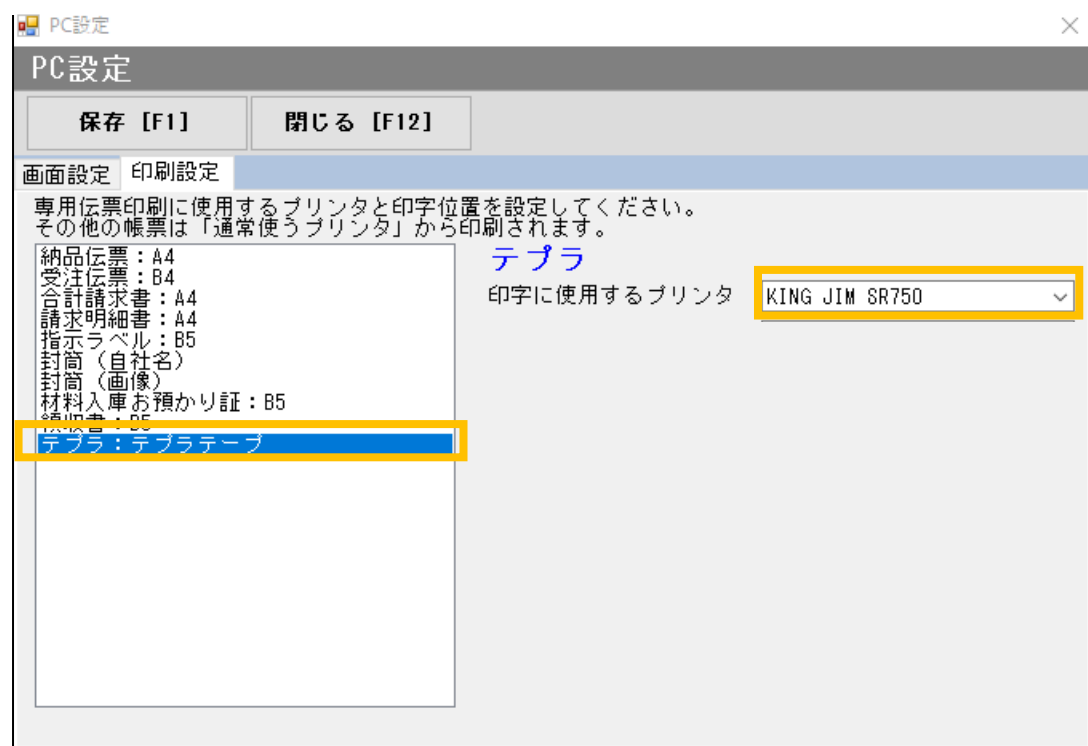 PC設定
PC設定
保存 [F1]
閉じる [F12]
画面設定
印刷設定
専用伝票印刷に使用するプリンタと印字位置を設定してください。
その他の帳票は「通常使うプリンタ」から印刷されます。
納品伝票：A4
受注伝票：B4
合計請求書：A4
請求明細書：A4
指示ラベル：B5
封筒（自社名）
封筒（画像）
材料入庫お預かり証：B5
領収書：B5
テプラ：テプラテープ
テプラ
印字に使用するプリンタ
KING JIM SR750